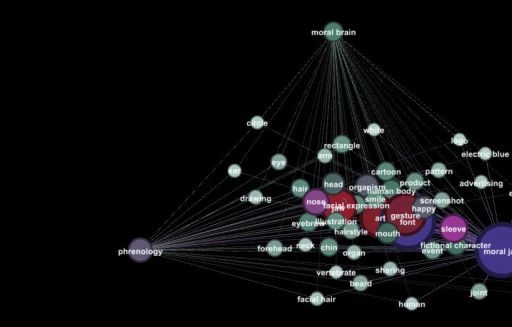 moral brain
circle
white
logo
rectangle
electric blue
arm
eye
ear
cartoon
pattern
head
organism
product
advertising
hair
human body
drawing
smile
nose
screenshot
facial expression
happy
art
gesture
eyebrow
illustration
font
sleeve
hairstyle
mouth
forehead
neck
chin
fictional character
phrenology
organ
event
moral ja
vertebrate
sharing
beard
joint
facial hair
human